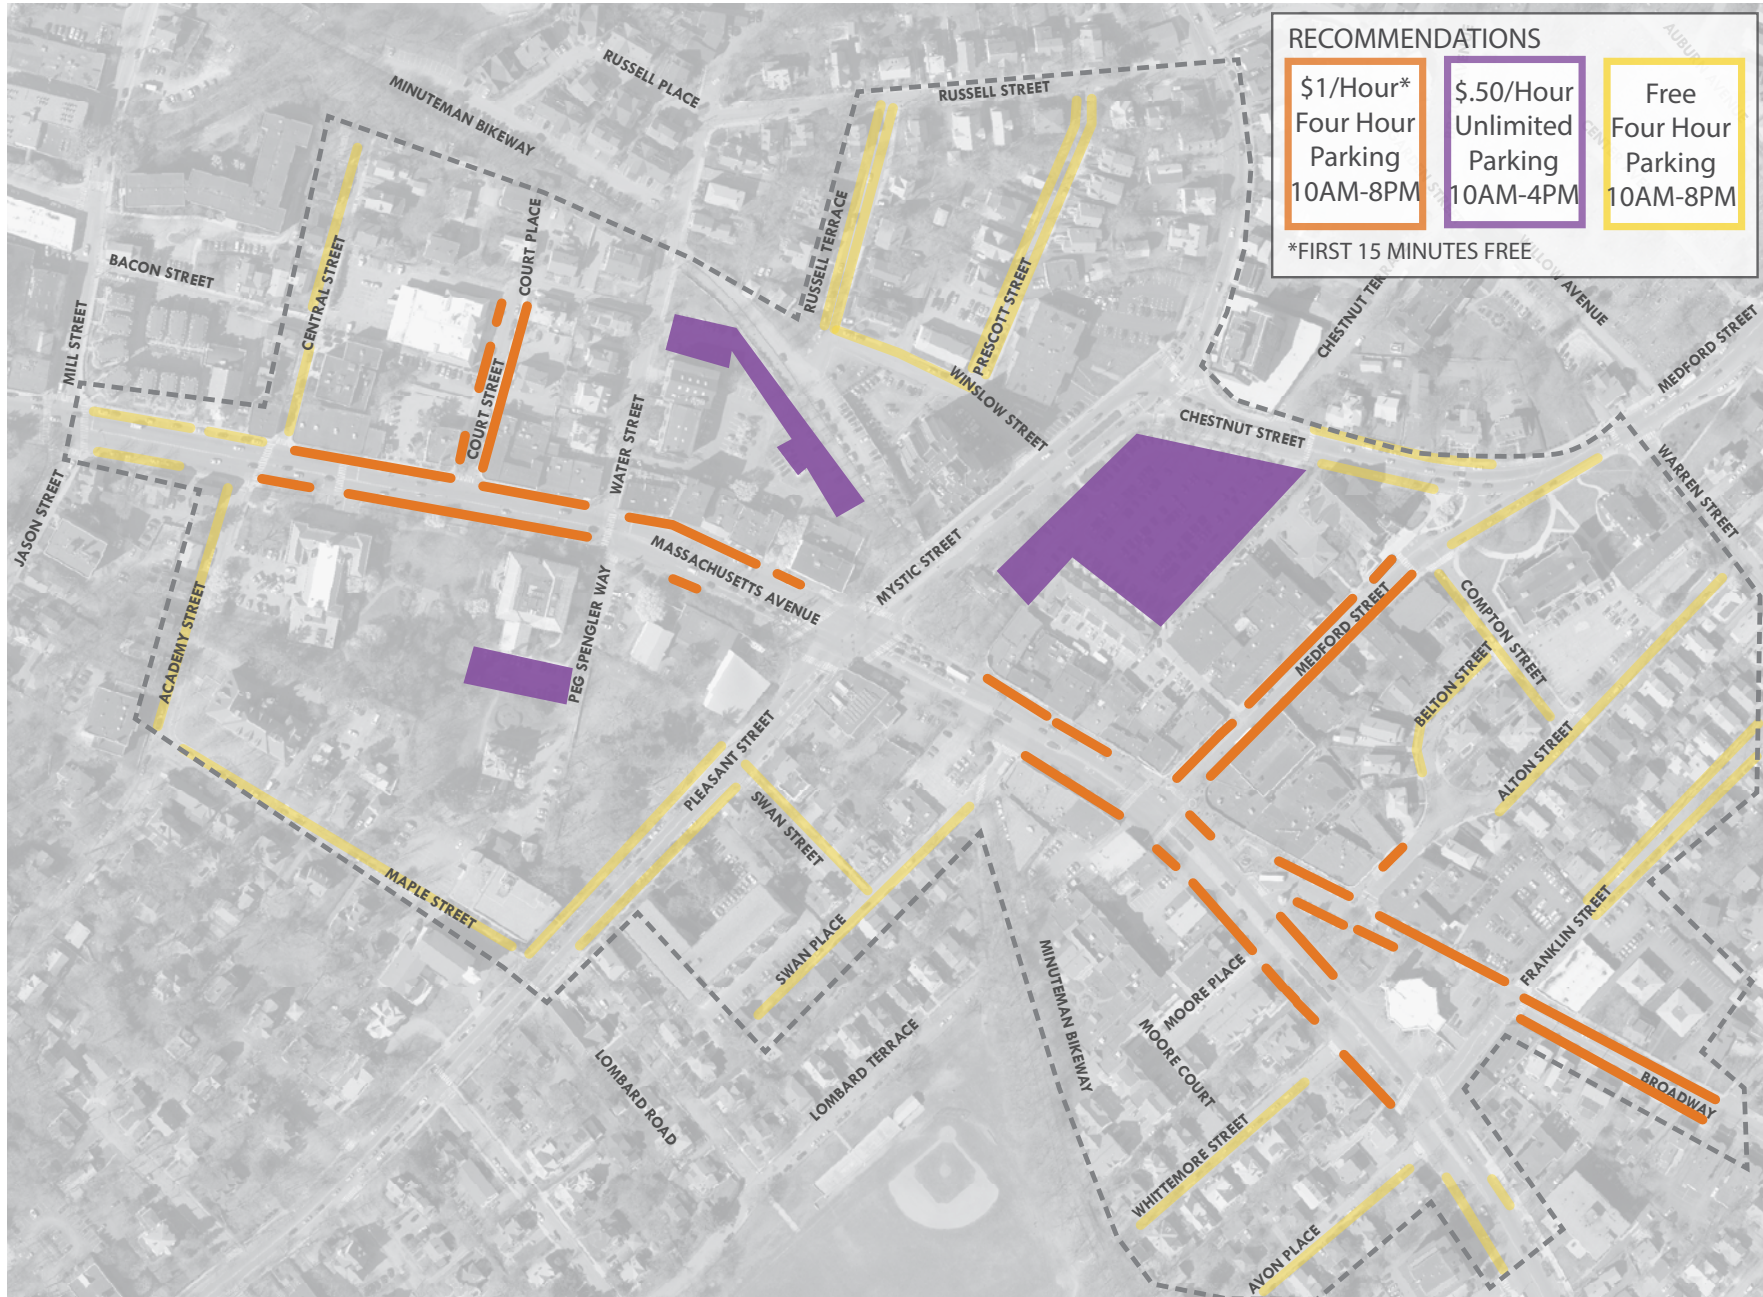 RECOMMENDATIONS
$1/Hour*
Four Hour
Parking
10AM-8PM
$.50/Hour
Unlimited
Parking
10AM-4PM
Free
Four Hour
Parking
10AM-8PM
*FIRST 15 MINUTES FREE
RUSSELL PLACE
MINUTEMAN BIKEWAY
RUSSELL STREET
COURT PLACE
RUSSELL TERRACE
BACON STREET
CENTRAL STREET
PRESCOTT STREET
WILLOW AVENUE
CHESTNUT TERRA
MEDFORD STREET
MILL STREET
COURT STREET
WATER STREET
WINSLOW STREET
CHESTNUT STREET
WARREN STREET
JASON STREET
MASSACHUSETTS AVENUE
MYSTIC STREET
ACADEMY STREET
PEG SPENGLER WAY
MEDFORD STREET
COMPTON STREET
BELTON STREET
PLEASANT STREET
SWAN STREET
ALTON STREET
MAPLE STREET
SWAN PLACE
FRANKLIN STREET
MINUTEMAN BIKEWAY
MOORE PLACE
MOORE COURT
LOMBARD ROAD
LOMBARD TERRACE
BROADWAY
WHITTEMORE STREET
AVON PLACE